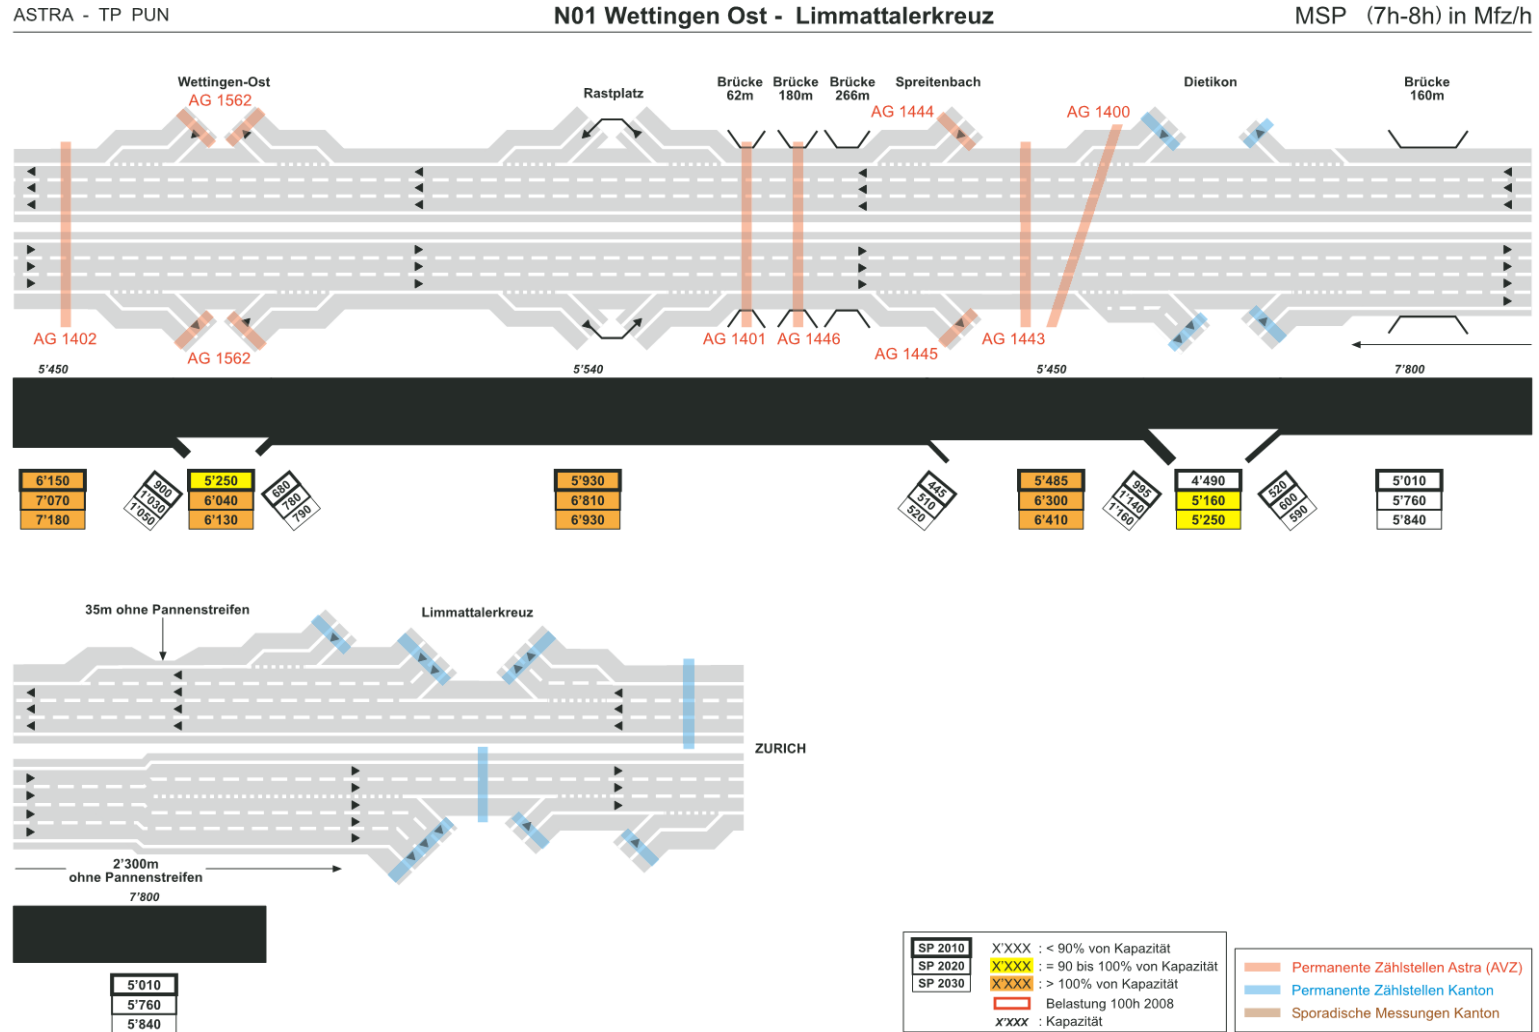 ASTRA - TP PUN
N01 Wettingen Ost - Limmattalerkreuz
MSP (7h-8h) in Mfz/h
Wettingen-Ost
AG 1562
Rastplatz
Brücke
62m
Brücke
180m
Brücke
266m
Spreitenbach
AG 1444
AG 1400
Dietikon
Brücke
160m
AG 1402
AG 1562
AG 1401
AG 1446
AG 1445
AG 1443
5'450
5'540
5'450
7'800
6'150
7'070
7'180
900
1'030
1'050
5'250
6'040
6'130
680
780
790
5'930
6'810
6'930
445
510
520
5'485
6'300
6'410
995
1'140
1'160
4'490
5'160
5'250
520
600
590
5'010
5'760
5'840
35m ohne Pannenstreifen
Limmattalerkreuz
ZURICH
2'300m
ohne Pannenstreifen
7'800
5'010
5'760
5'840
SP 2010 X'XXX : < 90% von Kapazität
SP 2020 X'XXX : = 90 bis 100% von Kapazität
SP 2030 X'XXX : > 100% von Kapazität
Belastung 100h 2008
X'XXX : Kapazität
Permanente Zählstellen Astra (AVZ)
Permanente Zählstellen Kanton
Sporadische Messungen Kanton